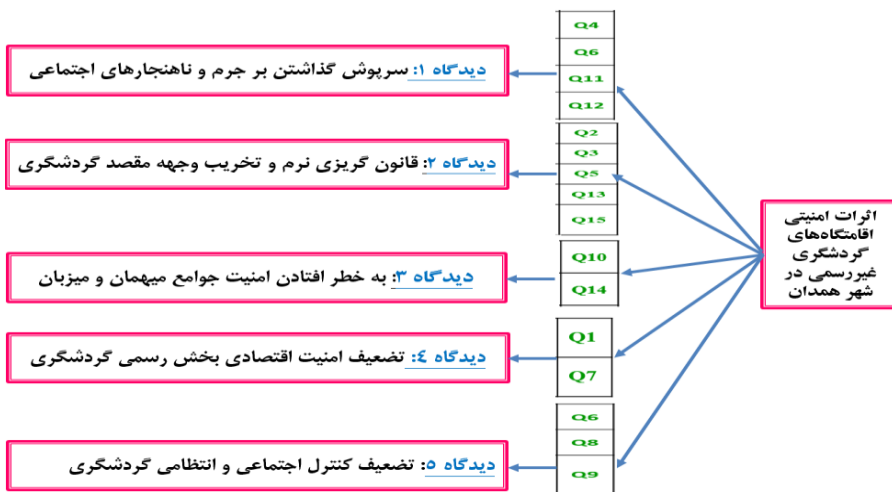 اثرات امنیتی
اقامتگاه‌های
گردشگری
غیررسمی در
شهر همدان
Q4
Q6
Q11
Q12
دیدگاه ۱: سرپوش گذاشتن بر جرم و ناهنجارهای اجتماعی
Q2
Q3
Q5
Q13
Q15
دیدگاه ۲: قانون گریزی نرم و تخریب وجهه مقصد گردشگری
Q10
Q14
دیدگاه ۳: به خطر افتادن امنیت جوامع میهمان و میزبان
Q1
Q7
دیدگاه ٤: تضعیف امنیت اقتصادی بخش رسمی گردشگری
Q6
Q8
Q9
دیدگاه ٥: تضعیف کنترل اجتماعی و انتظامی گردشگری